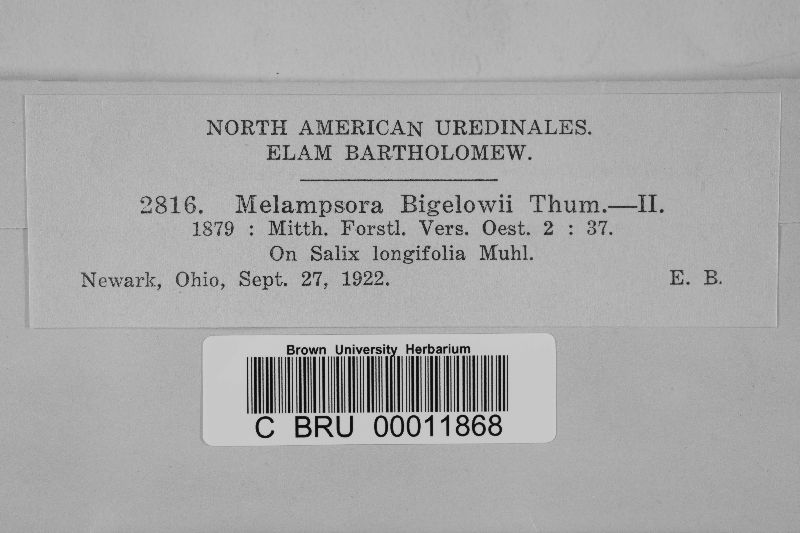 NORTH AMERICAN UREDINALES.
ELAM BARTHOLOMEW.
2816. Melampsora Bigelowii Thum.—II.
1879 : Mitth. Forstl. Vers. Oest. 2 : 37.
On Salix longifolia Muhl.
Newark, Ohio, Sept. 27, 1922. E. B.
Brown University Herbarium
C BRU 00011868